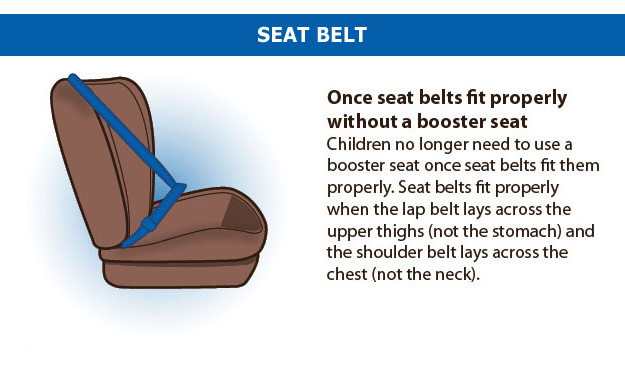 SEAT BELT
Once seat belts fit properly
without a booster seat
Children no longer need to use a
booster seat once seat belts fit them
properly. Seat belts fit properly
when the lap belt lays across the
upper thighs (not the stomach) and
the shoulder belt lays across the
chest (not the neck).